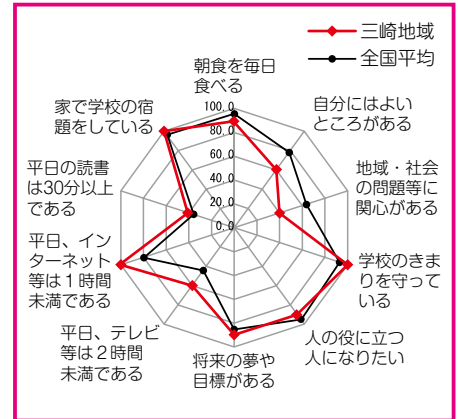 三崎地域
全国平均
朝食を毎日
食べる
自分にはよい
ところがある
地域・社会
の問題等に
関心がある
学校のきま
りを守って
いる
人の役に立つ
人になりたい
将来の夢や
目標がある
平日、テレビ
等は２時間
未満である
平日、インタ
ーネット
等は１時間
未満である
平日の読書
は30分以上
である
家で学校の宿
題をしている
100.0
80.0
60.0
40.0
20.0
0.0